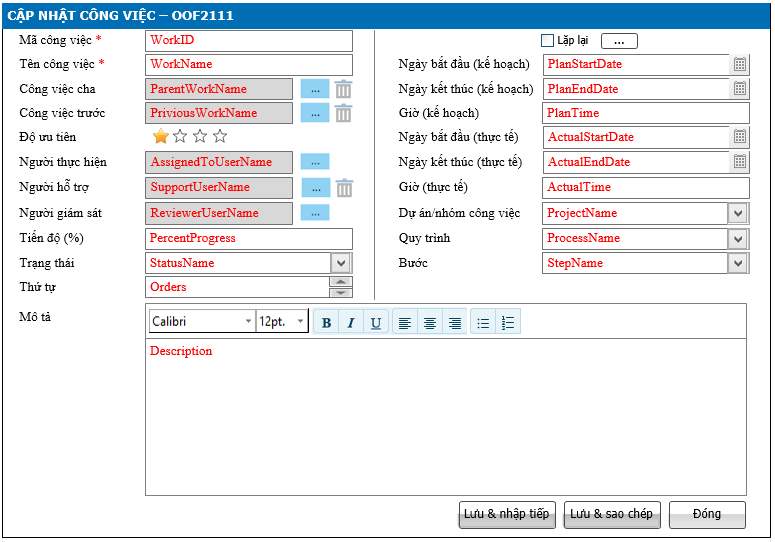 CẬP NHẬT CÔNG VIỆC – OOF2111
Mã công việc * WorkID
Tên công việc * WorkName
Công việc cha ParentWorkName ...
Công việc trước PriviousWorkName ...
Độ ưu tiên
Người thực hiện AssignedToUserName ...
Người hỗ trợ SupportUserName ...
Người giám sát ReviewerUserName ...
Tiến độ (%) PercentProgress
Trạng thái StatusName
Thứ tự Orders
Lặp lại ...
Ngày bắt đầu (kế hoạch) PlanStartDate
Ngày kết thúc (kế hoạch) PlanEndDate
Giờ (kế hoạch) PlanTime
Ngày bắt đầu (thực tế) ActualStartDate
Ngày kết thúc (thực tế) ActualEndDate
Giờ (thực tế) ActualTime
Dự án/nhóm công việc ProjectName
Quy trình ProcessName
Bước StepName
Mô tả
Calibri 12pt. B I U
Description
Lưu & nhập tiếp Lưu & sao chép Đóng